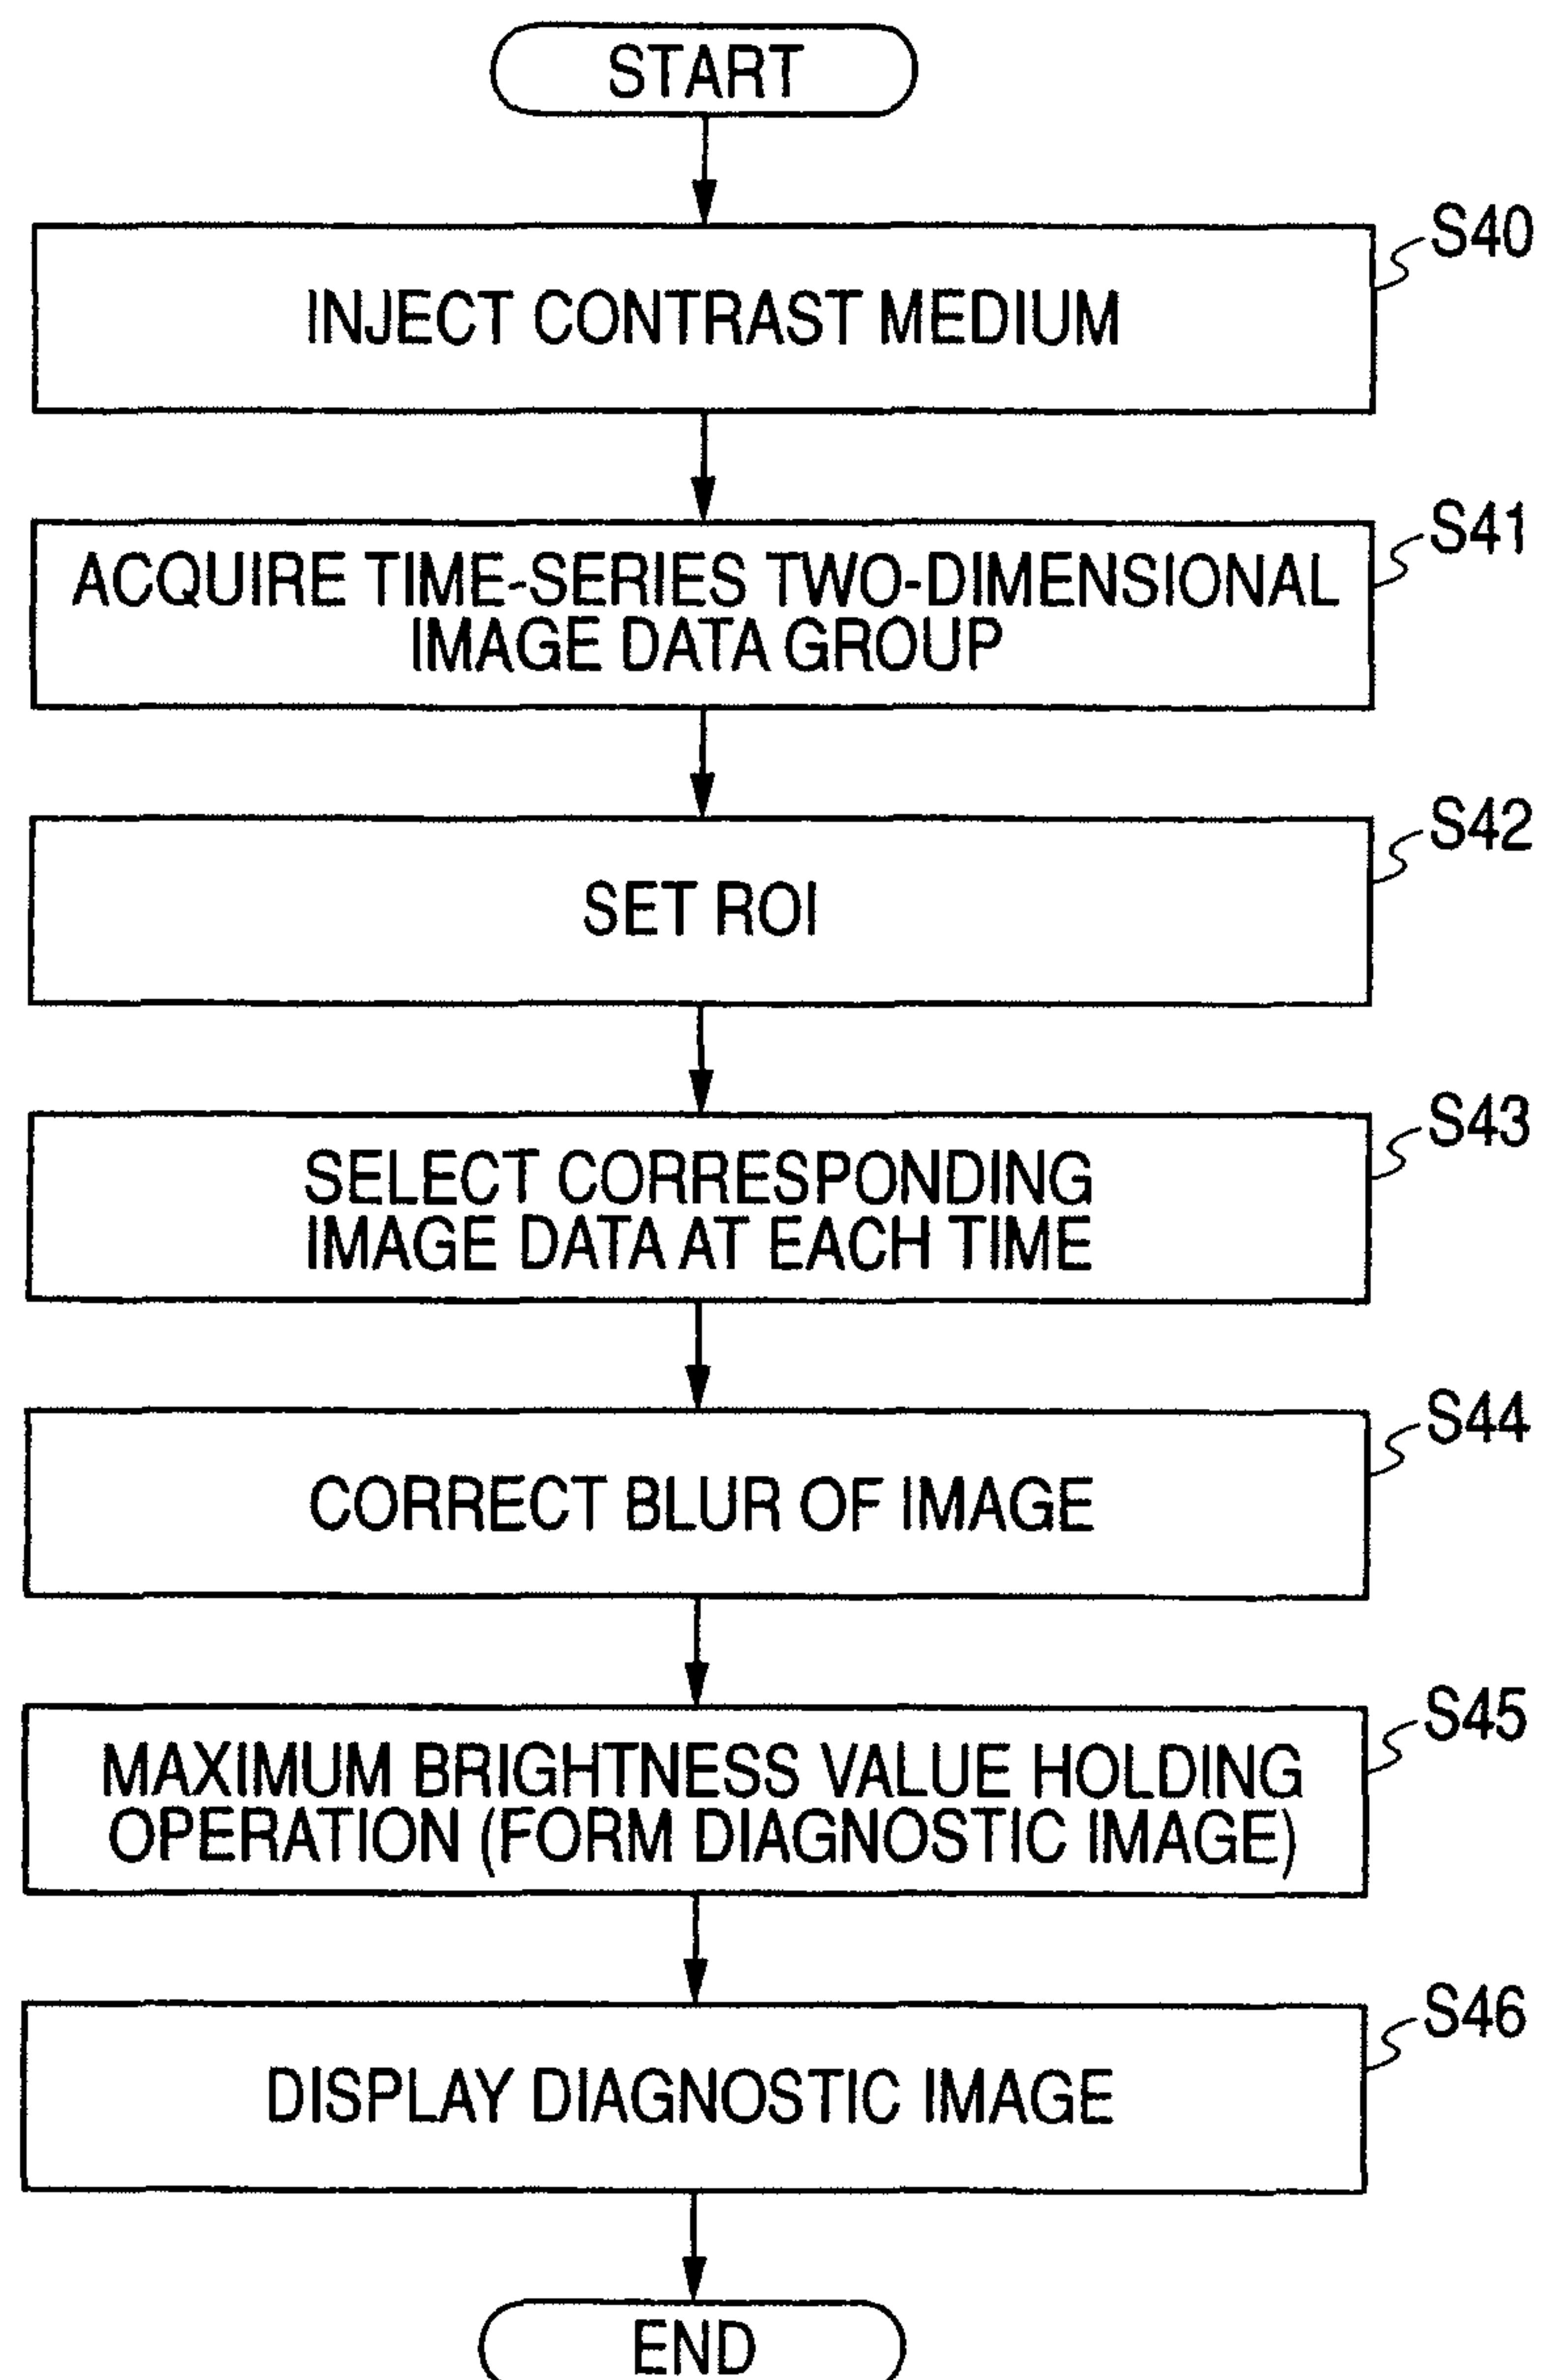 START
S40
INJECT CONTRAST MEDIUM
S41
ACQUIRE TIME-SERIES TWO-DIMENSIONAL
IMAGE DATA GROUP
S42
SET ROI
S43
SELECT CORRESPONDING
IMAGE DATA AT EACH TIME
S44
CORRECT BLUR OF IMAGE
S45
MAXIMUM BRIGHTNESS VALUE HOLDING
OPERATION (FORM DIAGNOSTIC IMAGE)
S46
DISPLAY DIAGNOSTIC IMAGE
END